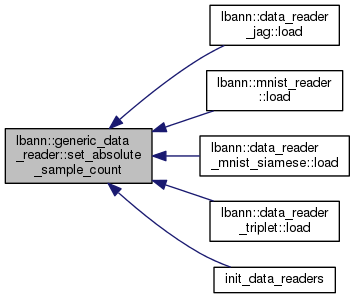 lbann::generic_data
_reader::set_absolute
_sample_count
lbann::data_reader
_jag::load
lbann::mnist_reader
::load
lbann::data_reader
_mnist_siamese::load
lbann::data_reader
_triplet::load
init_data_readers